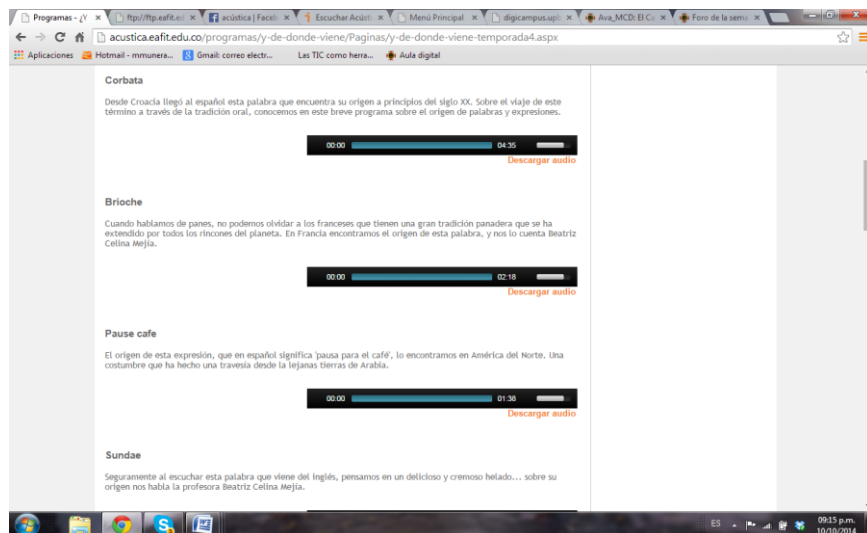 Programas - ¿Y
ftp://ftp.eafit.ed
acústica | Faceb
Escuchar Acústi
Menú Principal
digicampus.upb
Ava_MCD: El Ca
Foro de la sema
acustica.eafit.edu.co/programas/y-de-donde-viene/Paginas/y-de-donde-viene-temporada4.aspx
Aplicaciones
Hotmail - mmunera...
Gmail: correo electr...
Las TIC como herra...
Aula digital
Corbata
Desde Croacia llegó al español esta palabra que encuentra su origen a principios del siglo XX. Sobre el viaje de este
término a través de la tradición oral, conocemos en este breve programa sobre el origen de palabras y expresiones.
00:00 04:35
Descargar audio
Brioche
Cuando hablamos de panes, no podemos olvidar a los franceses que tienen una gran tradición panadera que se ha
extendido por todos los rincones del planeta. En Francia encontramos el origen de esta palabra, y nos lo cuenta Beatriz
Celina Mejía.
00:00 02:18
Descargar audio
Pause cafe
El origen de esta expresión, que en español significa 'pausa para el café', lo encontramos en América del Norte. Una
costumbre que ha hecho una travesía desde la lejanas tierras de Arabia.
00:00 01:38
Descargar audio
Sundae
Seguramente al escuchar esta palabra que viene del inglés, pensamos en un delicioso y cremoso helado... sobre su
origen nos habla la profesora Beatriz Celina Mejía.
ES
09:15 p.m.
10/10/2014